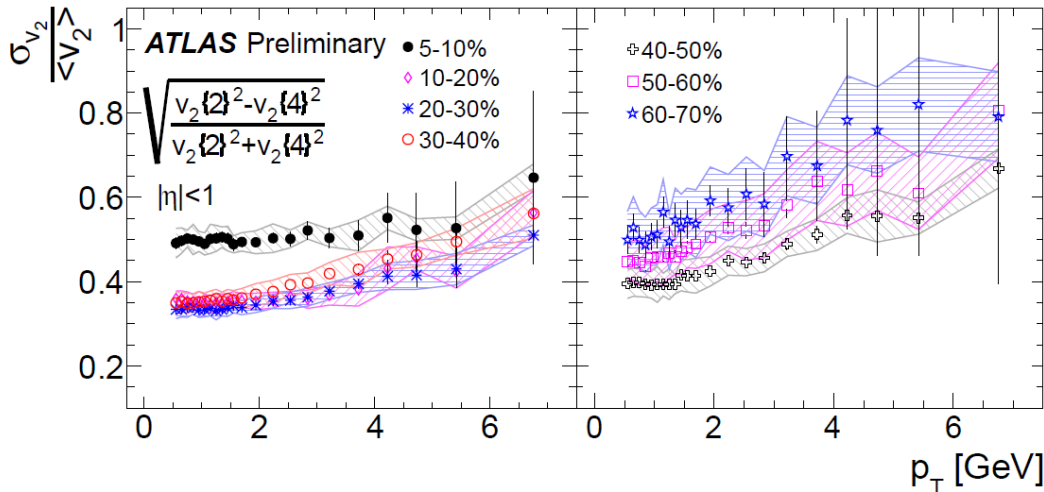 σ_v₂ / <v₂>
ATLAS Preliminary
√((v₂{2}²-v₂{4}²) / (v₂{2}²+v₂{4}²))
|η|<1
5-10%
10-20%
20-30%
30-40%
40-50%
50-60%
60-70%
1
0.8
0.6
0.4
0.2
0 2 4 6 0 2 4 6
p_T [GeV]